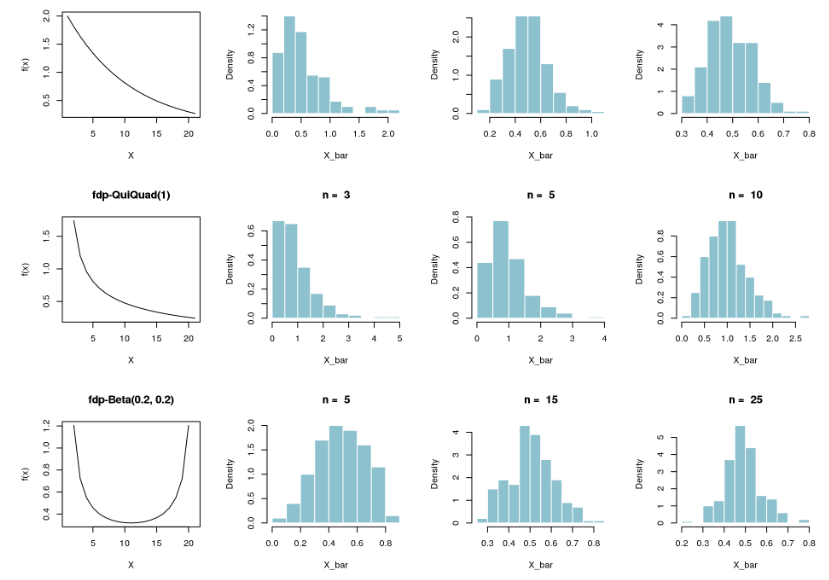 f(x)
0.5 1.0 1.5 2.0
5 10 15 20
X
Density
0.0 0.4 0.8 1.2
0.0 0.5 1.0 1.5 2.0
X_bar
Density
0.0 1.0 2.0
0.2 0.4 0.6 0.8 1.0
X_bar
Density
0 1 2 3 4
0.3 0.4 0.5 0.6 0.7 0.8
X_bar
fdp-QuiQuad(1)
f(x)
0.5 1.0 1.5
5 10 15 20
X
n = 3
Density
0.0 0.2 0.4 0.6
0 1 2 3 4 5
X_bar
n = 5
Density
0.0 0.2 0.4 0.6 0.8
0 1 2 3 4
X_bar
n = 10
Density
0.0 0.2 0.4 0.6 0.8
0.0 0.5 1.0 1.5 2.0 2.5
X_bar
fdp-Beta(0.2, 0.2)
f(x)
0.4 0.6 0.8 1.0 1.2
5 10 15 20
X
n = 5
Density
0.0 0.5 1.0 1.5 2.0
0.0 0.2 0.4 0.6 0.8
X_bar
n = 15
Density
0 1 2 3 4
0.3 0.4 0.5 0.6 0.7 0.8
X_bar
n = 25
Density
0 1 2 3 4 5
0.2 0.3 0.4 0.5 0.6 0.7 0.8
X_bar